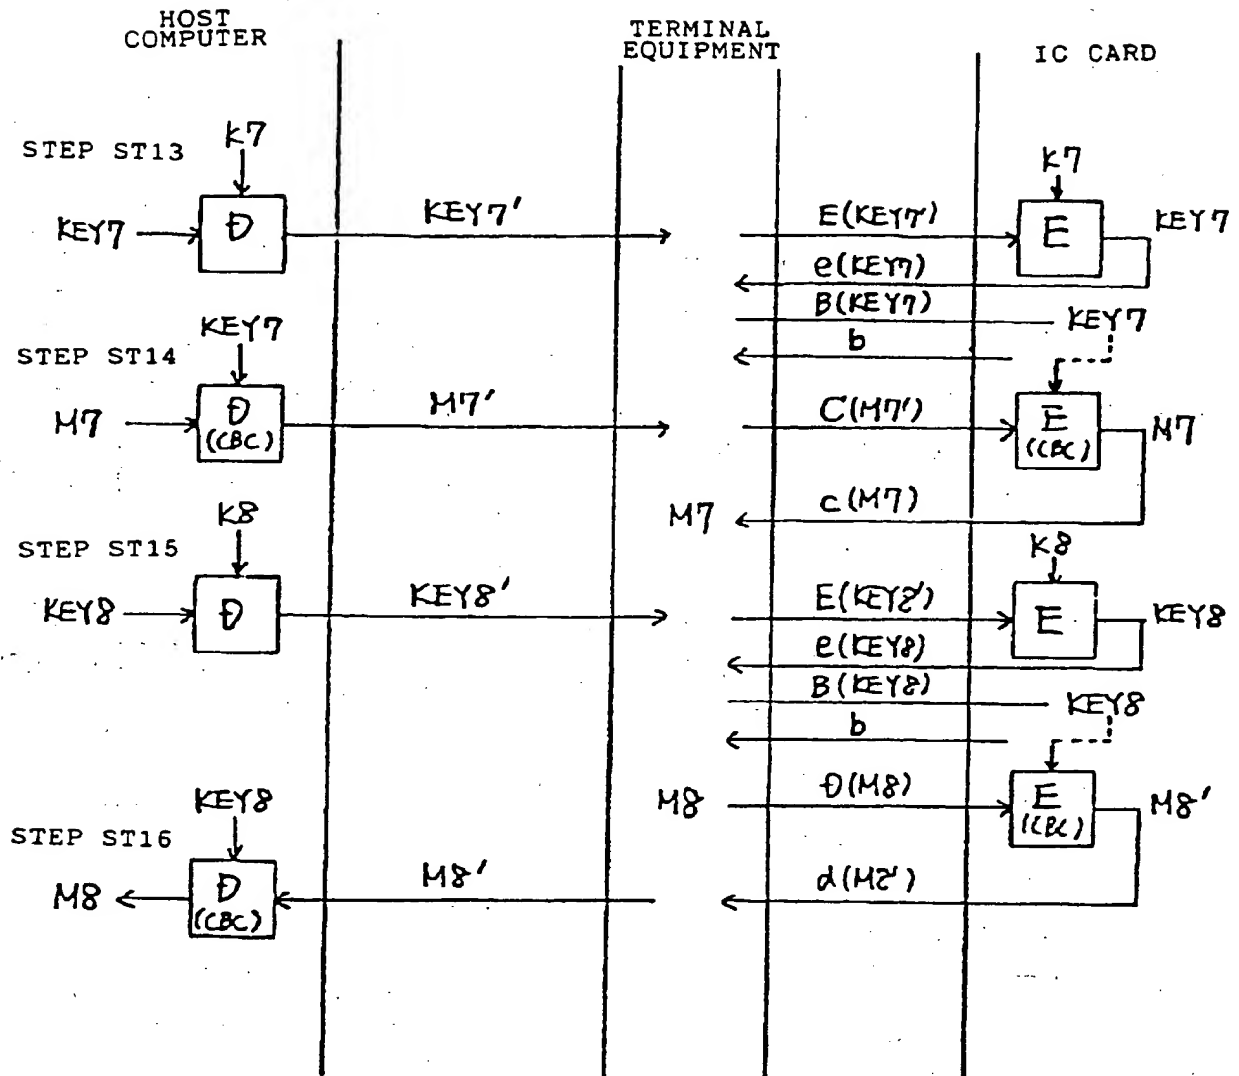 HOST
COMPUTER
TERMINAL
EQUIPMENT
IC CARD
STEP ST13
K7
K7
KEY7
D
KEY7'
E(KEY7')
E
KEY7
e(KEY7)
B(KEY7)
KEY7
b
STEP ST14
KEY7
M7
D
(CBC)
M7'
C(M7')
E
(CBC)
M7
M7
c(M7)
STEP ST15
K8
K8
KEY8
D
KEY8'
E(KEY8')
E
KEY8
e(KEY8)
B(KEY8)
KEY8
b
M8
D(M8)
E
(CBC)
M8'
STEP ST16
KEY8
M8
D
(CBC)
M8'
d(M8')